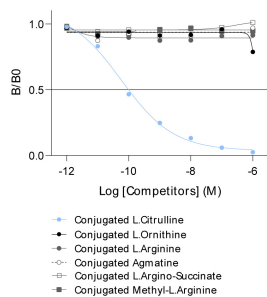 1.0
0.5
0.0
B/B0
-12 -10 -8 -6
Log [Competitors] (M)
Conjugated L.Citrulline
Conjugated L.Ornithine
Conjugated L.Arginine
Conjugated Agmatine
Conjugated L.Argino-Succinate
Conjugated Methyl-L.Arginine